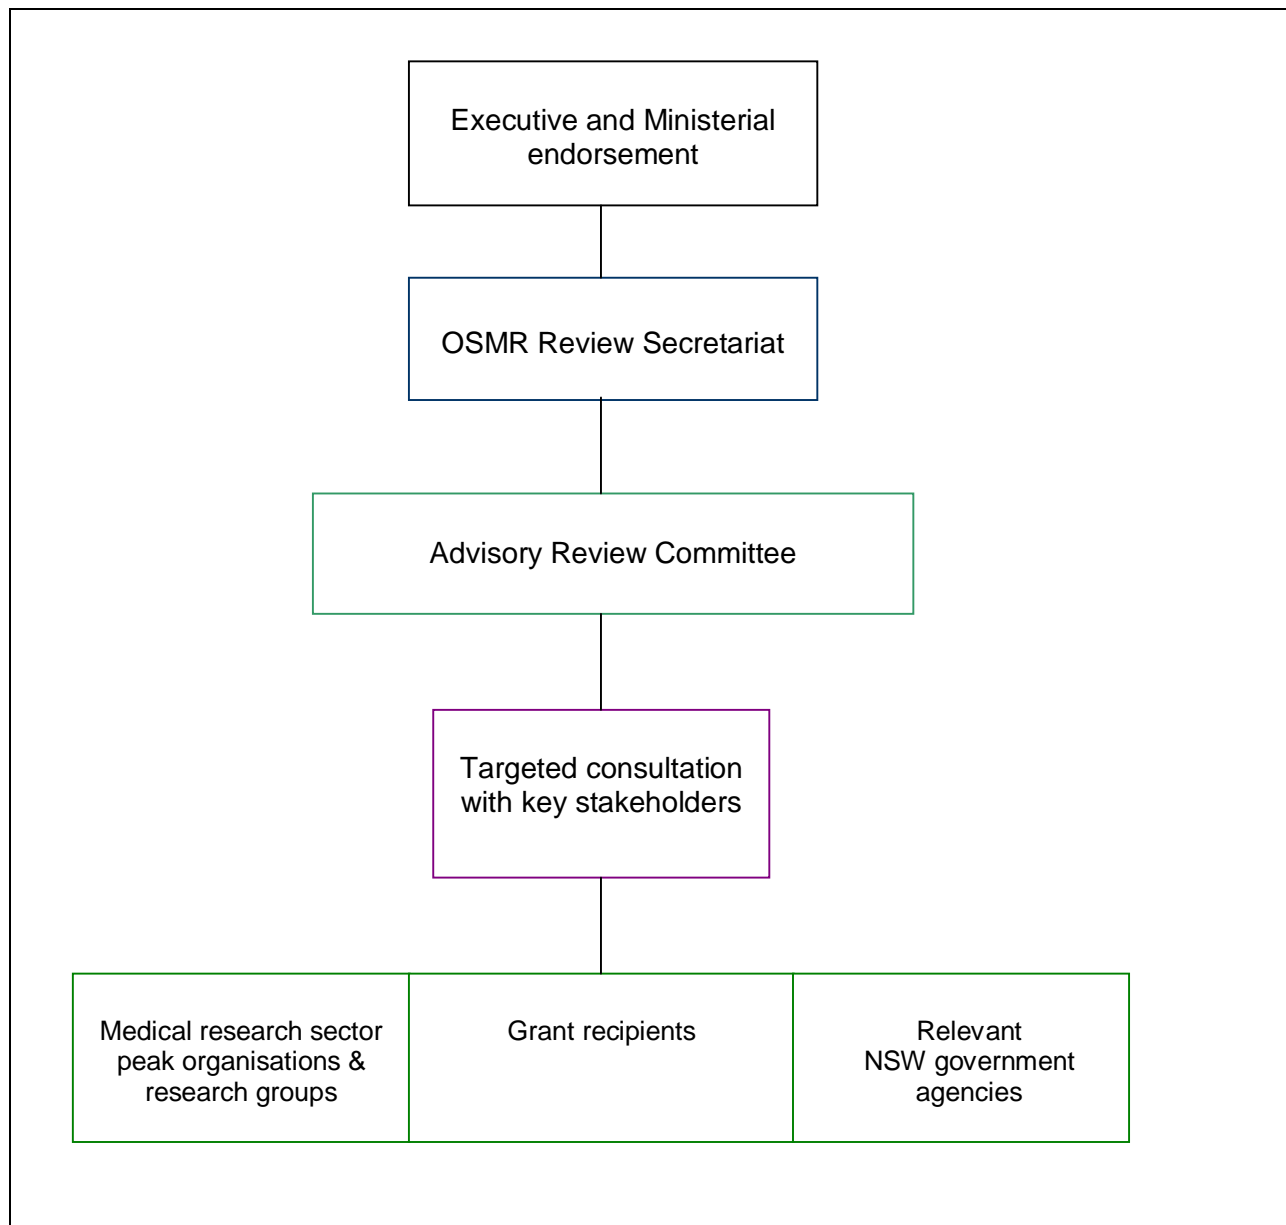 Executive and Ministerial
endorsement
OSMR Review Secretariat
Advisory Review Committee
Targeted consultation
with key stakeholders
Medical research sector
peak organisations &
research groups
Grant recipients
Relevant
NSW government
agencies